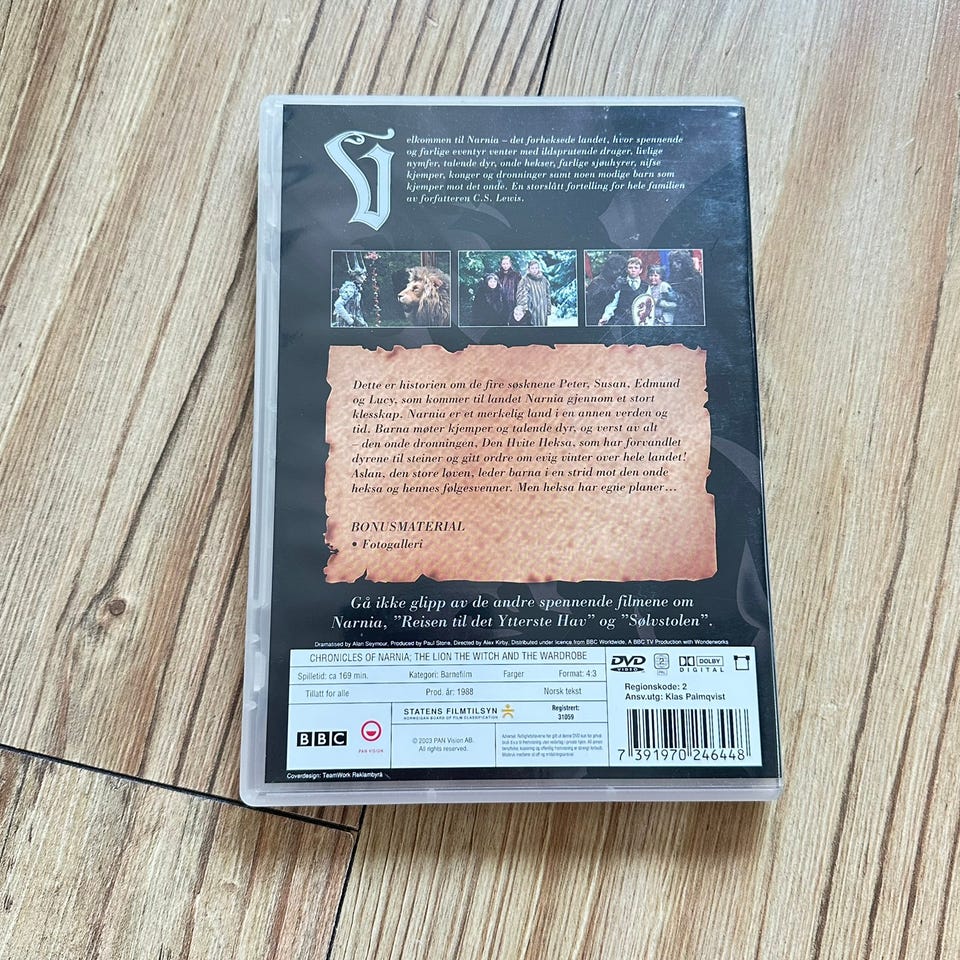 Velkommen til Narnia – det forheksede landet, hvor spennende
og farlige eventyr venter med ildsprutende drager, livlige
nymfer, talende dyr, onde hekser, farlige sjøuhyrer, nifse
kjemper, konger og dronninger samt noen modige barn som
kjemper mot det onde. En storslått fortelling for hele familien
av forfatteren C.S. Lewis.
Dette er historien om de fire søsknene Peter, Susan, Edmund
og Lucy, som kommer til landet Narnia gjennom et stort
klesskap. Narnia er et merkelig land i en annen verden og
tid. Barna møter kjemper og talende dyr, og verst av alt
– den onde dronningen, Den Hvite Heksa, som har forvandlet
dyrene til steiner og gitt ordre om evig vinter over hele landet!
Aslan, den store løven, leder barna i en strid mot den onde
heksa og hennes følgesvenner. Men heksa har egne planer...
BONUSMATERIAL
• Fotogalleri
Gå ikke glipp av de andre spennende filmene om
Narnia, ”Reisen til det Ytterste Hav” og ”Sølvstolen”.
Dramatised by Alan Seymour, Produced by Paul Stone, Directed by Alex Kirby, Distributed under licence from BBC Worldwide. A BBC TV Production with Wonderworks
CHRONICLES OF NARNIA; THE LION THE WITCH AND THE WARDROBE
Spilletid: ca 169 min. Kategori: Barnefilm Farger Format: 4:3
Tillatt for alle Prod. år: 1988 Norsk tekst
STATENS FILMTILSYN
NORWEGIAN BOARD OF FILM CLASSIFICATION
Registrert:
31059
BBC
PAN VISION
© 2003 PAN Vision AB.
All rights reserved.
DVD VIDEO 2 DOLBY DIGITAL
Regionskode: 2
Ansv.utg: Klas Palmqvist
7 391970 246448
Coverdesign: TeamWork Reklambyrå